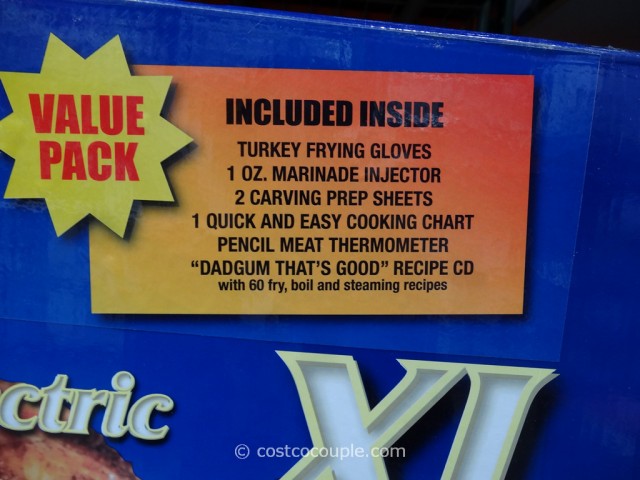 VALUE
PACK
INCLUDED INSIDE
TURKEY FRYING GLOVES
1 OZ. MARINADE INJECTOR
2 CARVING PREP SHEETS
1 QUICK AND EASY COOKING CHART
PENCIL MEAT THERMOMETER
“DADGUM THAT’S GOOD” RECIPE CD
with 60 fry, boil and steaming recipes
ctric
XL
© costcocouple.com